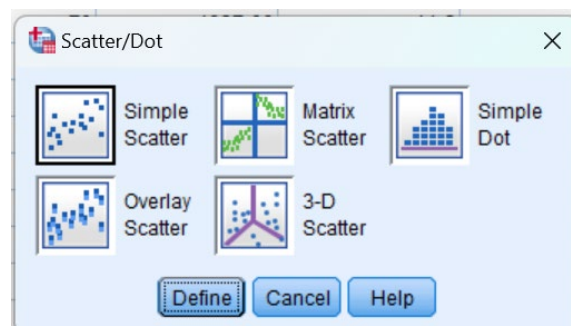 Scatter/Dot
Simple
Scatter
Matrix
Scatter
Simple
Dot
Overlay
Scatter
3-D
Scatter
Define
Cancel
Help